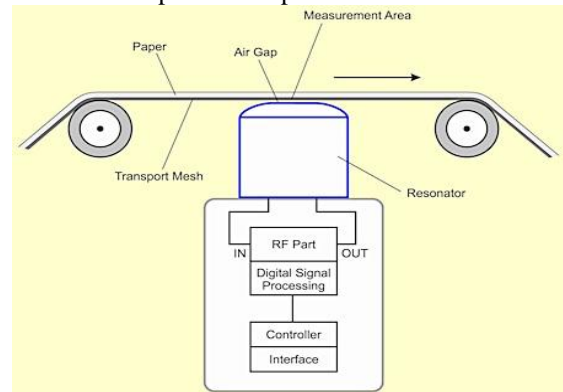 Measurement Area
Paper
Air Gap
Transport Mesh
Resonator
IN
RF Part
OUT
Digital Signal
Processing
Controller
Interface